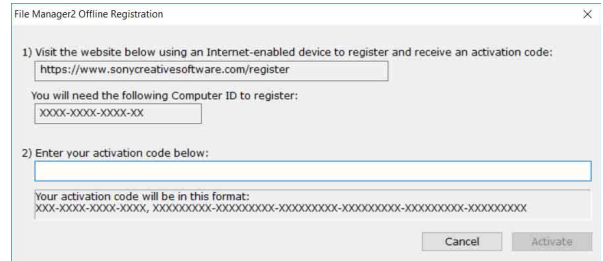 File Manager2 Offline Registration
1) Visit the website below using an Internet-enabled device to register and receive an activation code:
https://www.sonycreativesoftware.com/register
You will need the following Computer ID to register:
XXXX-XXXX-XXXX-XX
2) Enter your activation code below:
Your activation code will be in this format:
XXX-XXXX-XXXX-XXXX, XXXXXXXXX-XXXXXXXXX-XXXXXXXXX-XXXXXXXXX-XXXXXXXXX-XXXXXXXXX
Cancel Activate